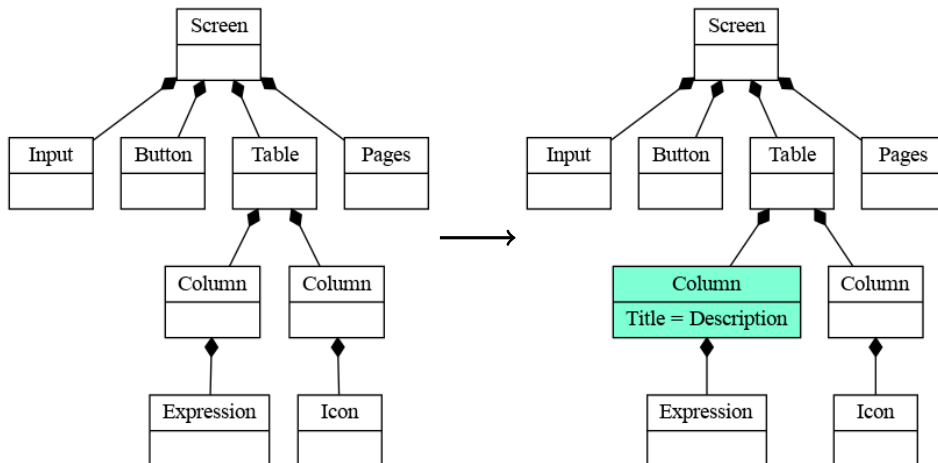 Screen
Input
Button
Table
Pages
Column
Column
Expression
Icon
Screen
Input
Button
Table
Pages
Column
Title = Description
Column
Expression
Icon